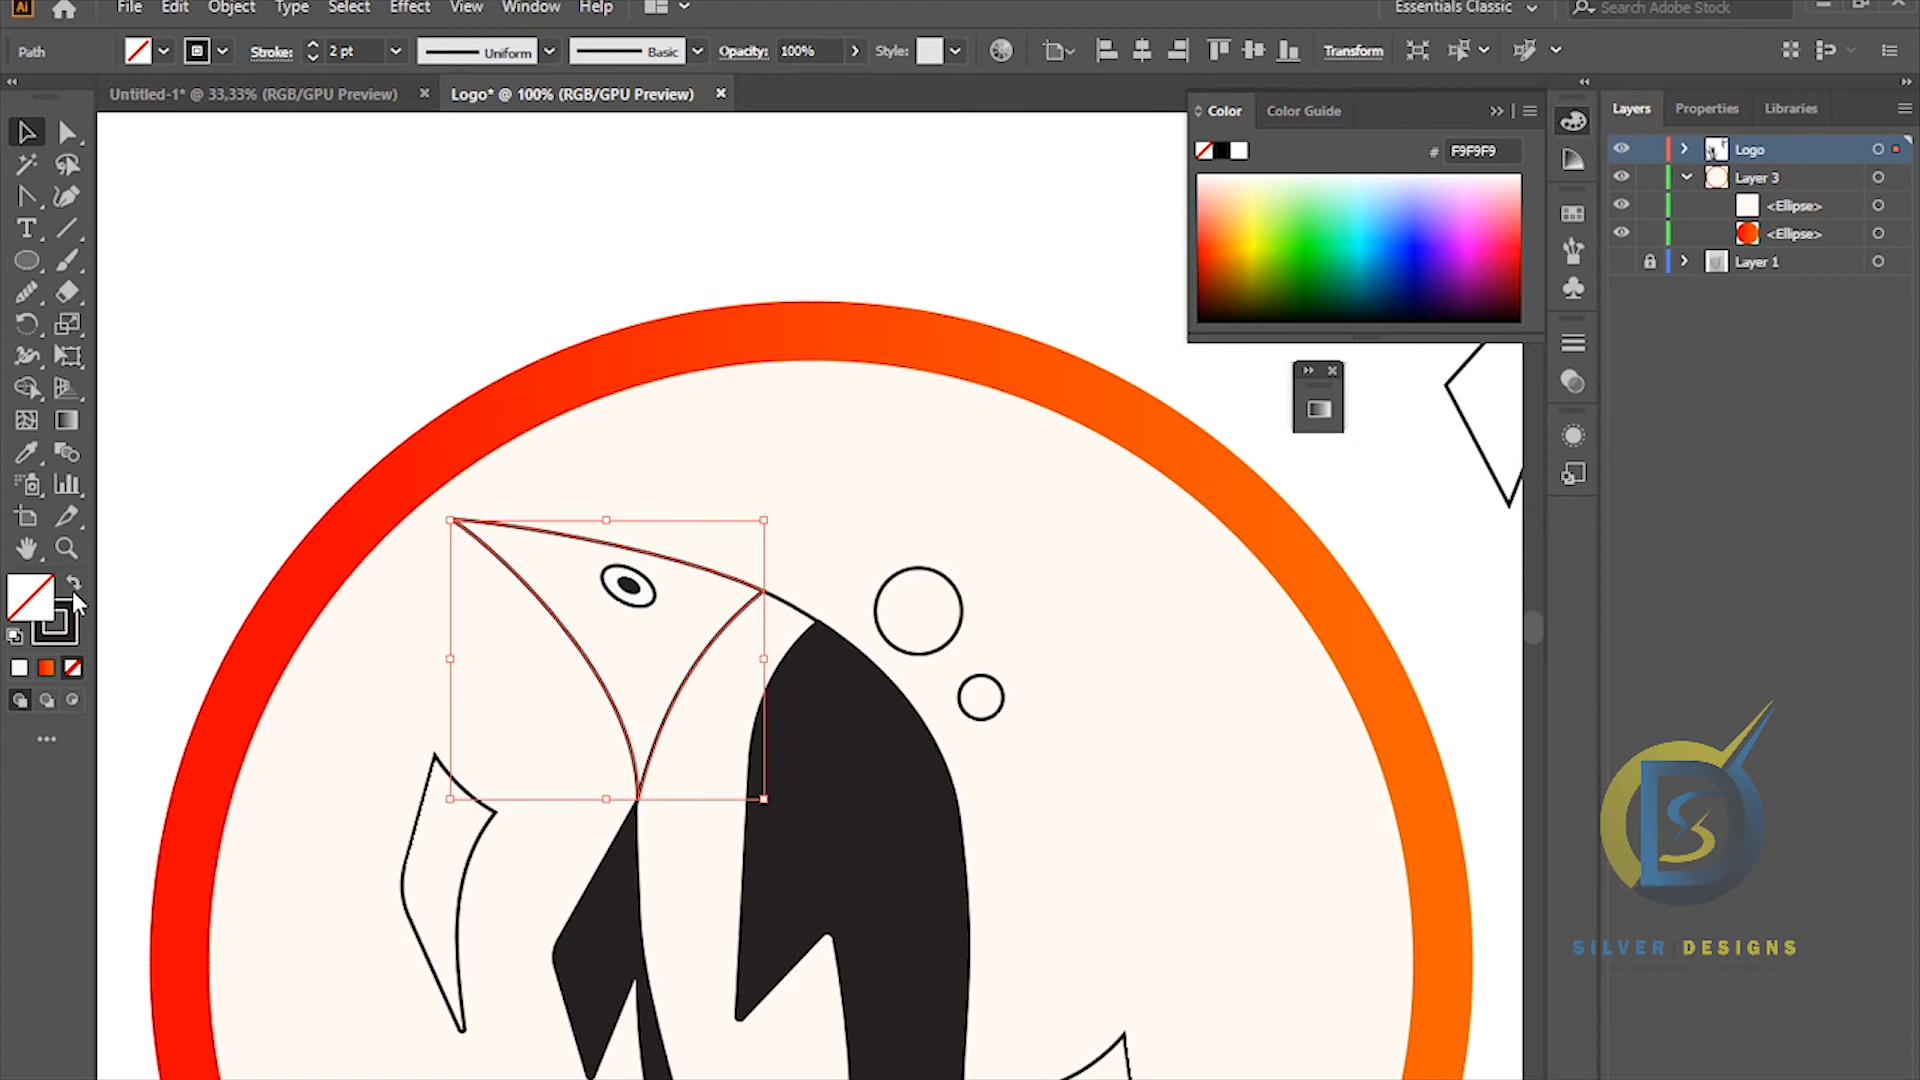 Ai File Edit Object Type Select Effect View Window Help Essentials Classic Search Adobe Stock
Path Stroke: 2 pt Uniform Basic Opacity: 100% Style: Transform
Untitled-1* @ 33,33% (RGB/GPU Preview) Logo* @ 100% (RGB/GPU Preview)
Color Color Guide
# F9F9F9
Layers Properties Libraries
Logo
Layer 3
<Ellipse>
<Ellipse>
Layer 1
DS
SILVER DESIGNS